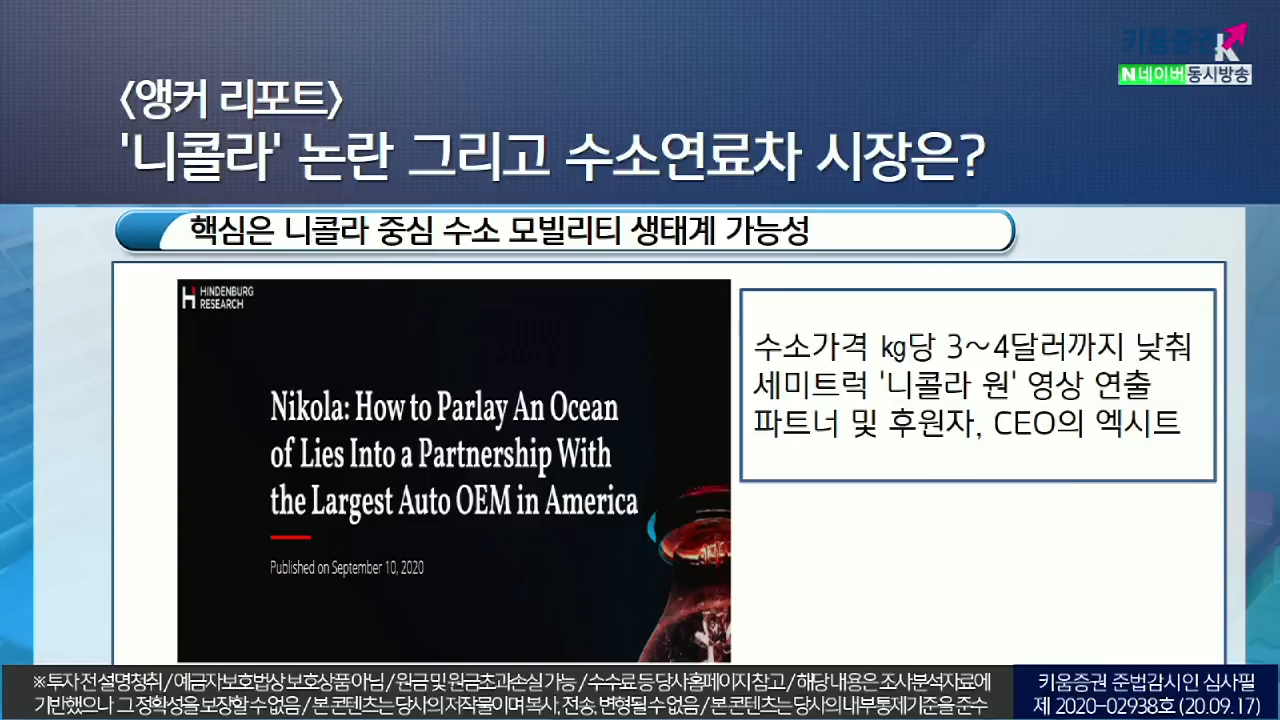 키움증권
N 네이버 동시방송
<앵커 리포트>
'니콜라' 논란 그리고 수소연료차 시장은?
핵심은 니콜라 중심 수소 모빌리티 생태계 가능성
HINDENBURG
RESEARCH
Nikola: How to Parlay An Ocean
of Lies Into a Partnership With
the Largest Auto OEM in America
Published on September 10, 2020
수소가격 ㎏당 3~4달러까지 낮춰
세미트럭 '니콜라 원' 영상 연출
파트너 및 후원자, CEO의 엑시트
※ 투자 전 설명청취 / 예금자보호법상 보호상품 아님 / 원금 및 원금초과손실 가능 / 수수료 등 당사홈페이지 참고 / 해당 내용은 조사분석자료에
기반했으나 그 정확성을 보장할 수 없음 / 본 콘텐츠는 당사의 저작물이며 복사, 전송, 변형될 수 없음 / 본 콘텐츠는 당사의 내부통제기준을 준수
키움증권 준법감시인 심사필
제 2020-02938호 (20.09.17)